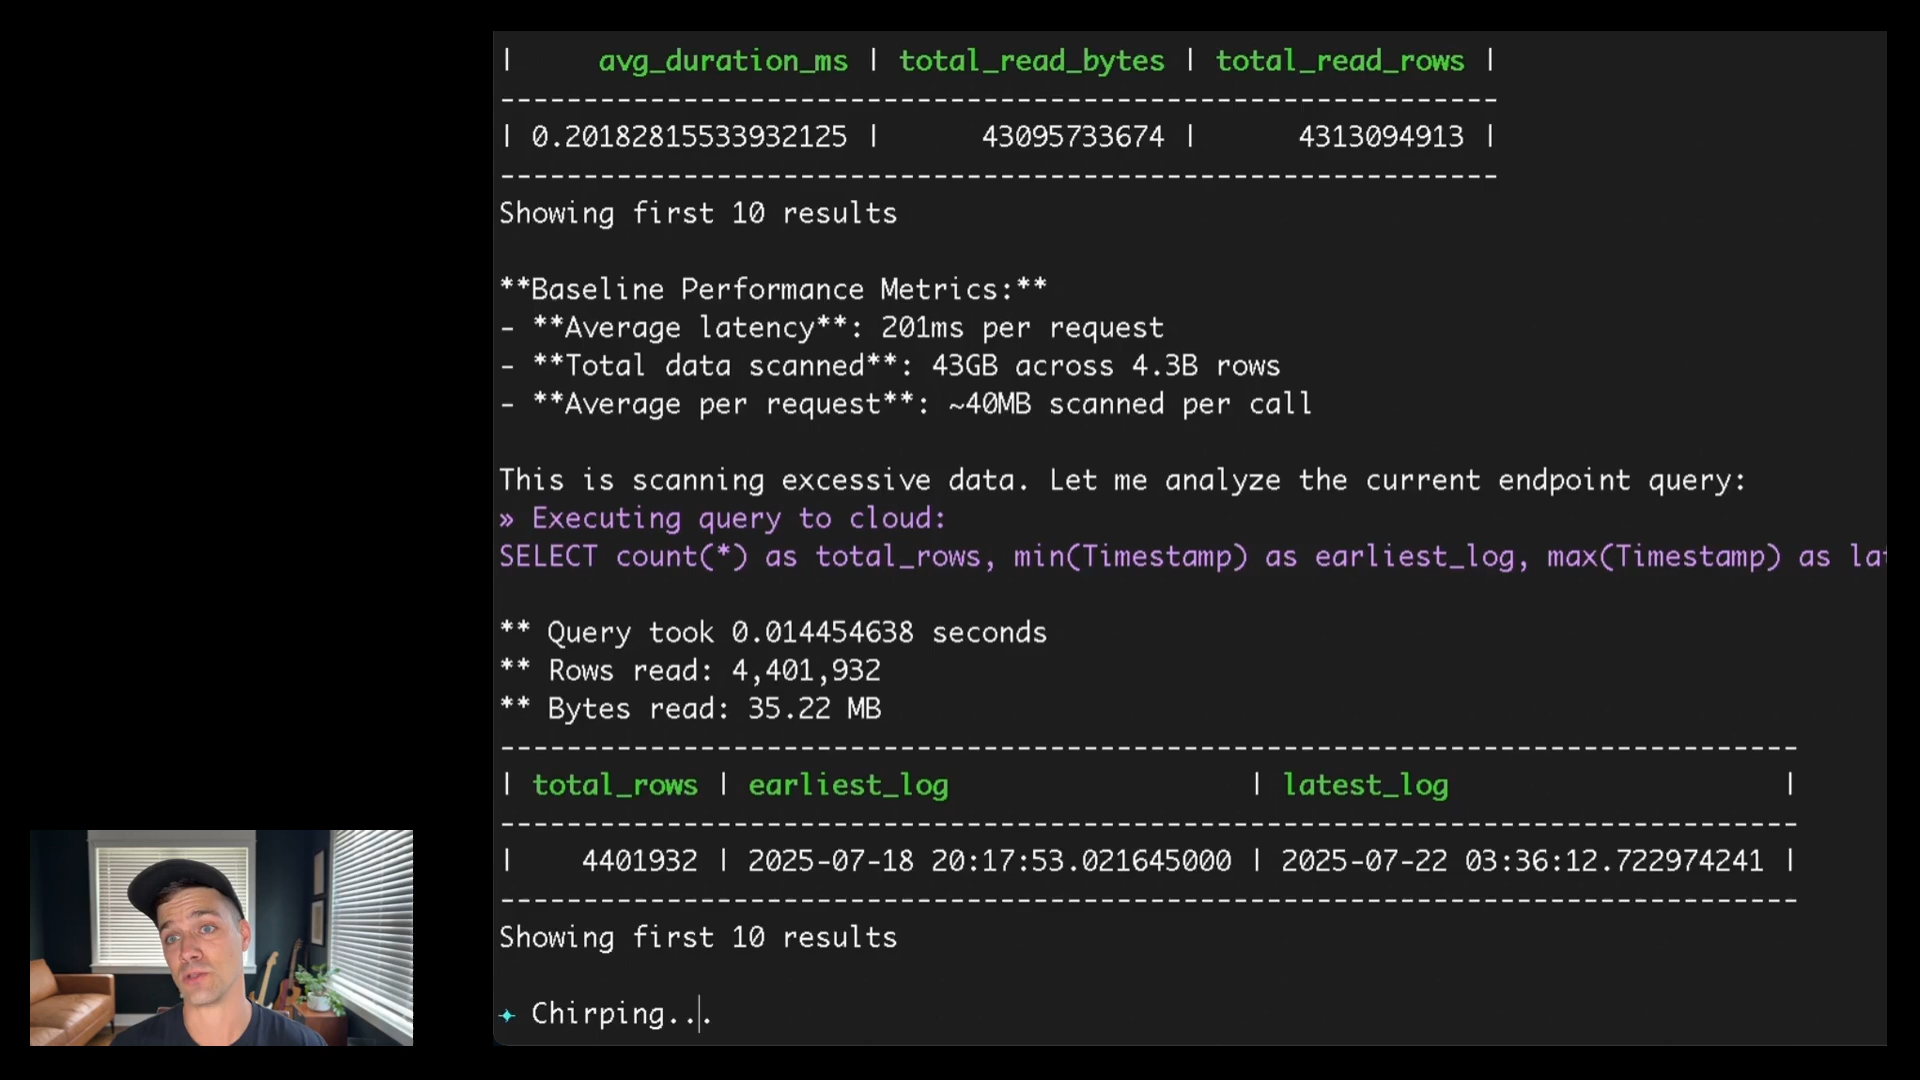 | avg_duration_ms | total_read_bytes | total_read_rows |
------------------------------------------------------------
| 0.20182815533932125 | 43095733674 | 4313094913 |
------------------------------------------------------------
Showing first 10 results
**Baseline Performance Metrics:**
- **Average latency**: 201ms per request
- **Total data scanned**: 43GB across 4.3B rows
- **Average per request**: ~40MB scanned per call
This is scanning excessive data. Let me analyze the current endpoint query:
» Executing query to cloud:
SELECT count(*) as total_rows, min(Timestamp) as earliest_log, max(Timestamp) as la
** Query took 0.014454638 seconds
** Rows read: 4,401,932
** Bytes read: 35.22 MB
------------------------------------------------------------------------------
| total_rows | earliest_log | latest_log |
------------------------------------------------------------------------------
| 4401932 | 2025-07-18 20:17:53.021645000 | 2025-07-22 03:36:12.722974241 |
------------------------------------------------------------------------------
Showing first 10 results
✦ Chirping...